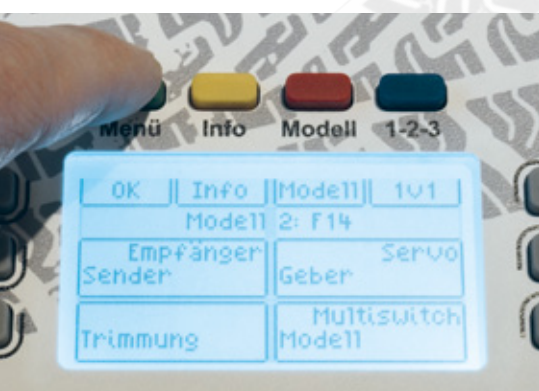 Menü Info Modell 1-2-3
OK Info Modell 1v1
Modell 2: F14
Empfänger Servo
Sender Geber
Multiswitch
Trimmung Modell